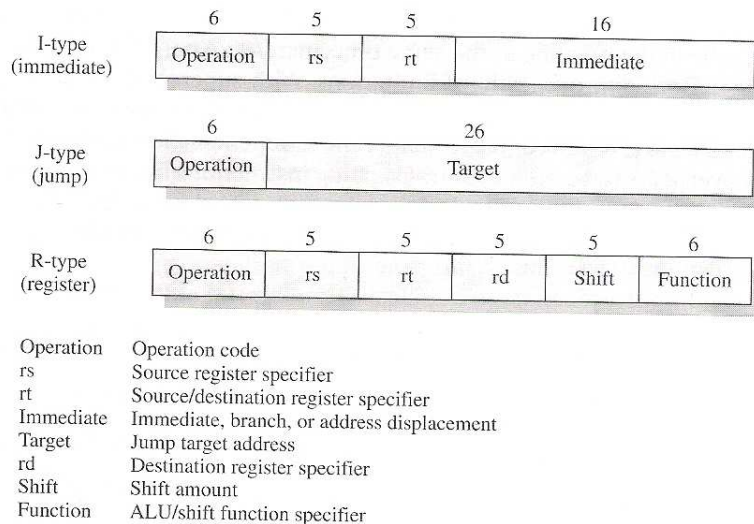 6 5 5 16
I-type
(immediate)
Operation rs rt Immediate
6 26
J-type
(jump)
Operation Target
6 5 5 5 5 6
R-type
(register)
Operation rs rt rd Shift Function
Operation Operation code
rs Source register specifier
rt Source/destination register specifier
Immediate Immediate, branch, or address displacement
Target Jump target address
rd Destination register specifier
Shift Shift amount
Function ALU/shift function specifier